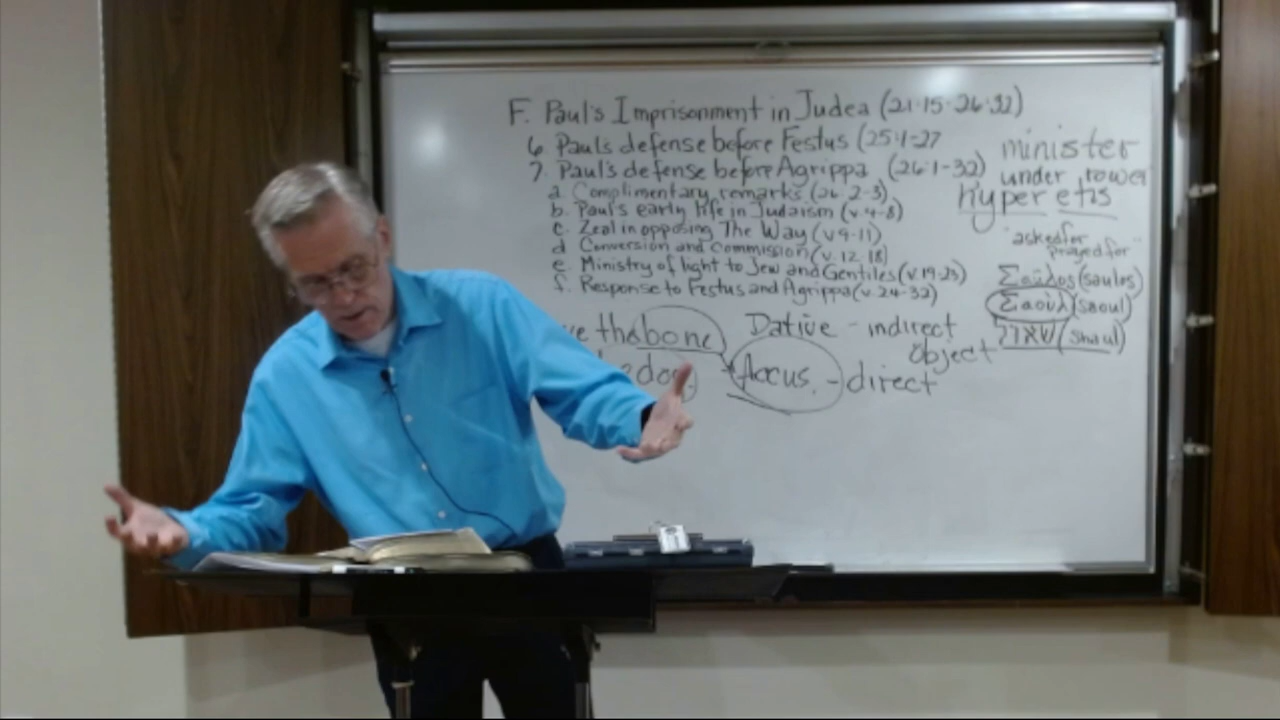 F. Paul's Imprisonment in Judea (21:15-26:32)
6. Paul's defense before Festus (25:1-27
7. Paul's defense before Agrippa (26:1-32)
a. Complimentary remarks (26:2-3)
b. Paul's early life in Judaism (v.4-8)
c. Zeal in opposing The Way (v 9-11)
d Conversion and Commission (v.12-18)
e Ministry of light to Jew and Gentiles (v.19-23)
f. Response to Festus and Agrippa (v.24-32)
minister
under rower
hyper etis
"asked for
prayed for"
Σαῦλος (saulos)
Σαοὺλ (saoul)
שאול (shaul)
the bone
dog
Dative - indirect
object
Accus. - direct